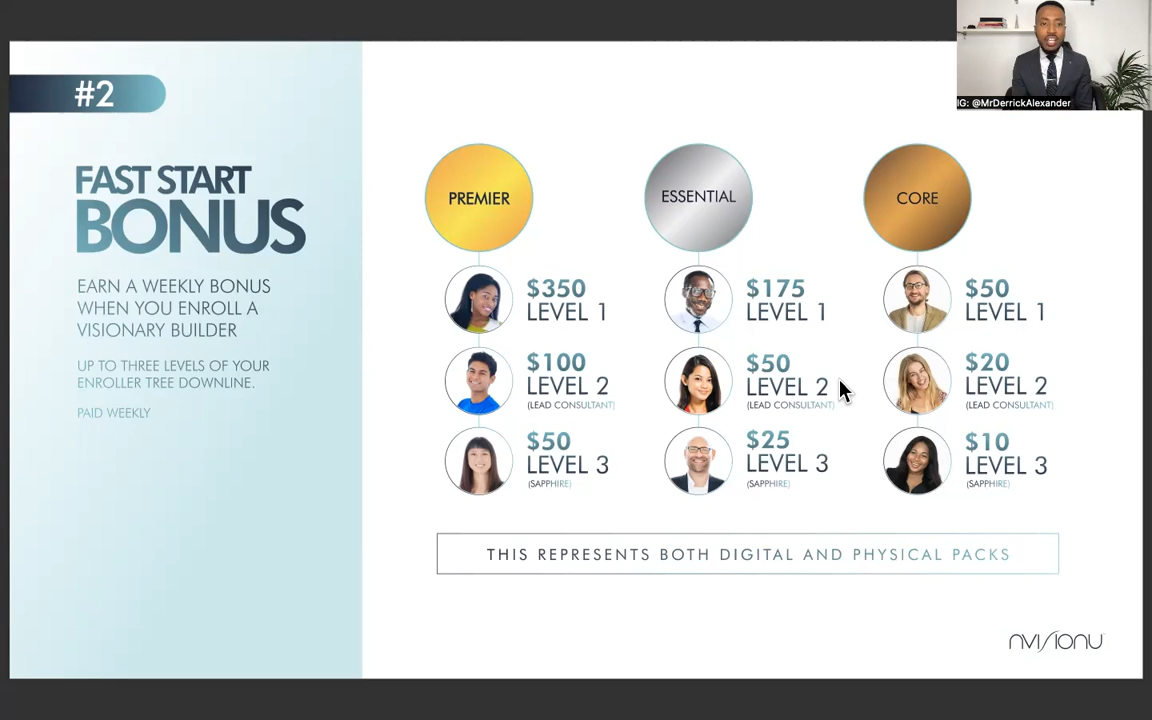 IG: @MrDerrickAlexander
#2
FAST START
BONUS
EARN A WEEKLY BONUS
WHEN YOU ENROLL A
VISIONARY BUILDER
UP TO THREE LEVELS OF YOUR
ENROLLER TREE DOWNLINE.
PAID WEEKLY
PREMIER
$350
LEVEL 1
$100
LEVEL 2
(LEAD CONSULTANT)
$50
LEVEL 3
(SAPPHIRE)
ESSENTIAL
$175
LEVEL 1
$50
LEVEL 2
(LEAD CONSULTANT)
$25
LEVEL 3
(SAPPHIRE)
CORE
$50
LEVEL 1
$20
LEVEL 2
(LEAD CONSULTANT)
$10
LEVEL 3
(SAPPHIRE)
THIS REPRESENTS BOTH DIGITAL AND PHYSICAL PACKS
nvisionu